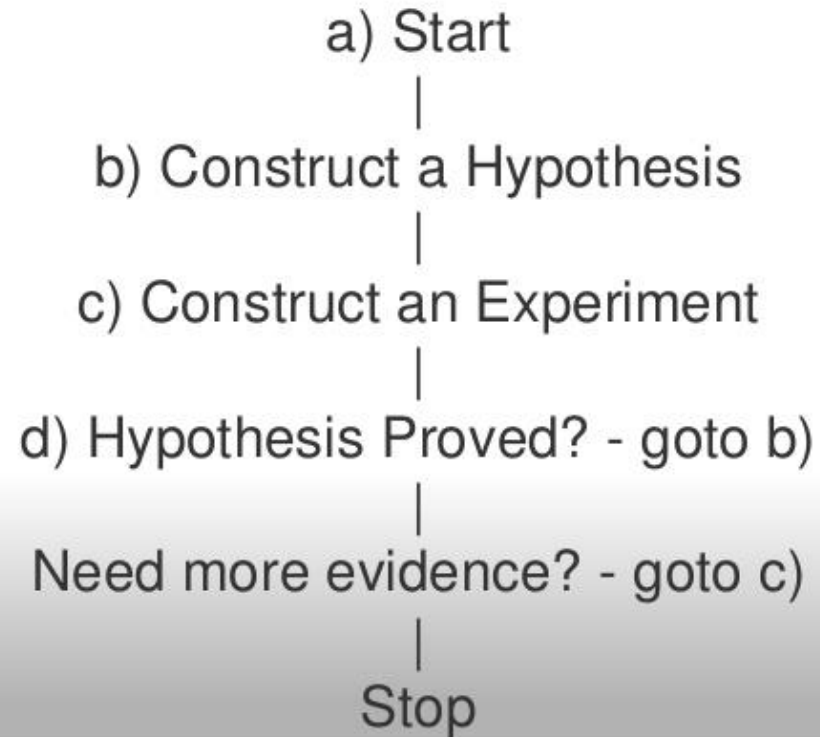 a) Start
|
b) Construct a Hypothesis
|
c) Construct an Experiment
|
d) Hypothesis Proved? - goto b)
|
Need more evidence? - goto c)
|
Stop